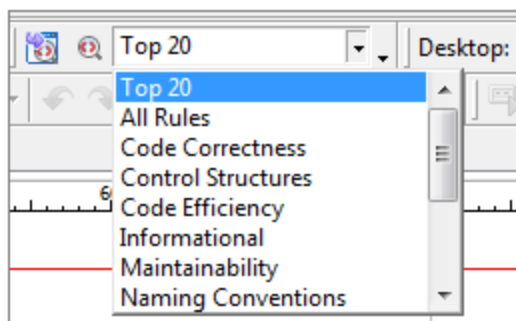 Top 20
Desktop:
Top 20
All Rules
Code Correctness
Control Structures
Code Efficiency
Informational
Maintainability
Naming Conventions